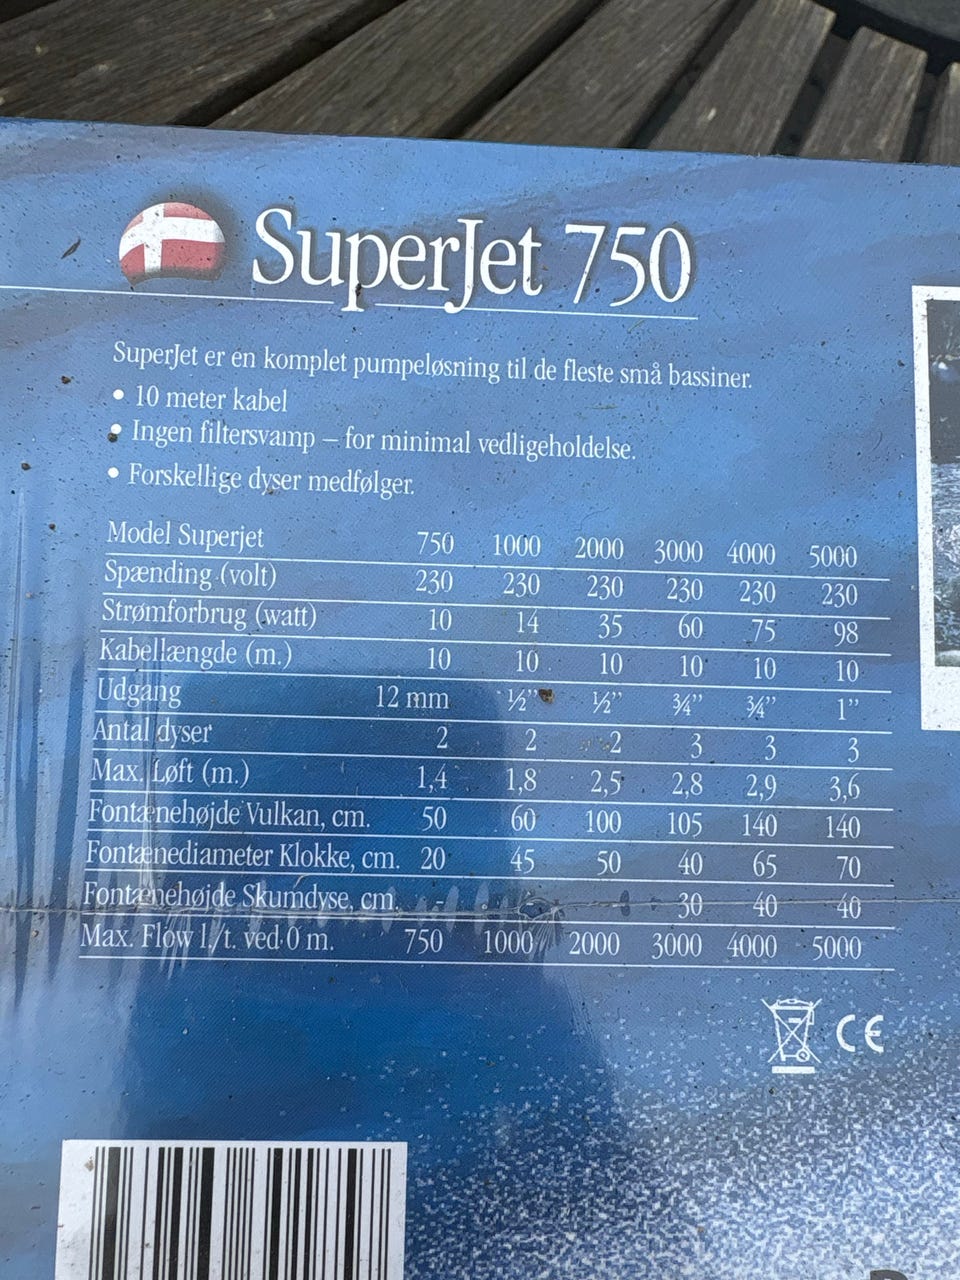 SuperJet 750
SuperJet er en komplet pumpeløsning til de fleste små bassiner.
• 10 meter kabel
• Ingen filtersvamp – for minimal vedligeholdelse.
• Forskellige dyser medfølger.
Model Superjet 750 1000 2000 3000 4000 5000
Spænding (volt) 230 230 230 230 230 230
Strømforbrug (watt) 10 14 35 60 75 98
Kabellængde (m.) 10 10 10 10 10 10
Udgang 12 mm ½” ½” ¾” ¾” 1”
Antal dyser 2 2 2 3 3 3
Max. Løft (m.) 1,4 1,8 2,5 2,8 2,9 3,6
Fontænehøjde Vulkan, cm. 50 60 100 105 140 140
Fontænediameter Klokke, cm. 20 45 50 40 65 70
Fontænehøjde Skumdyse, cm. - - - 30 40 40
Max. Flow l./t. ved 0 m. 750 1000 2000 3000 4000 5000
CE